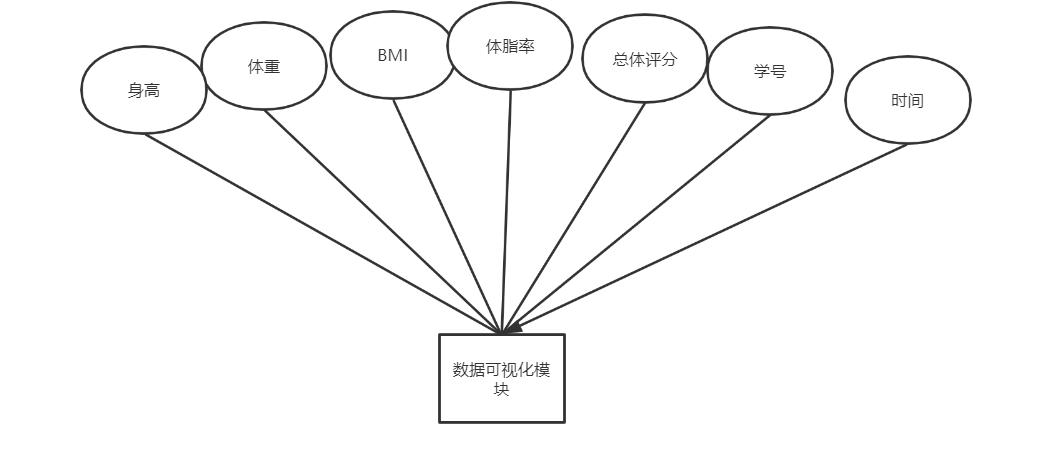 身高
体重
BMI
体脂率
总体评分
学号
时间
数据可视化模
块